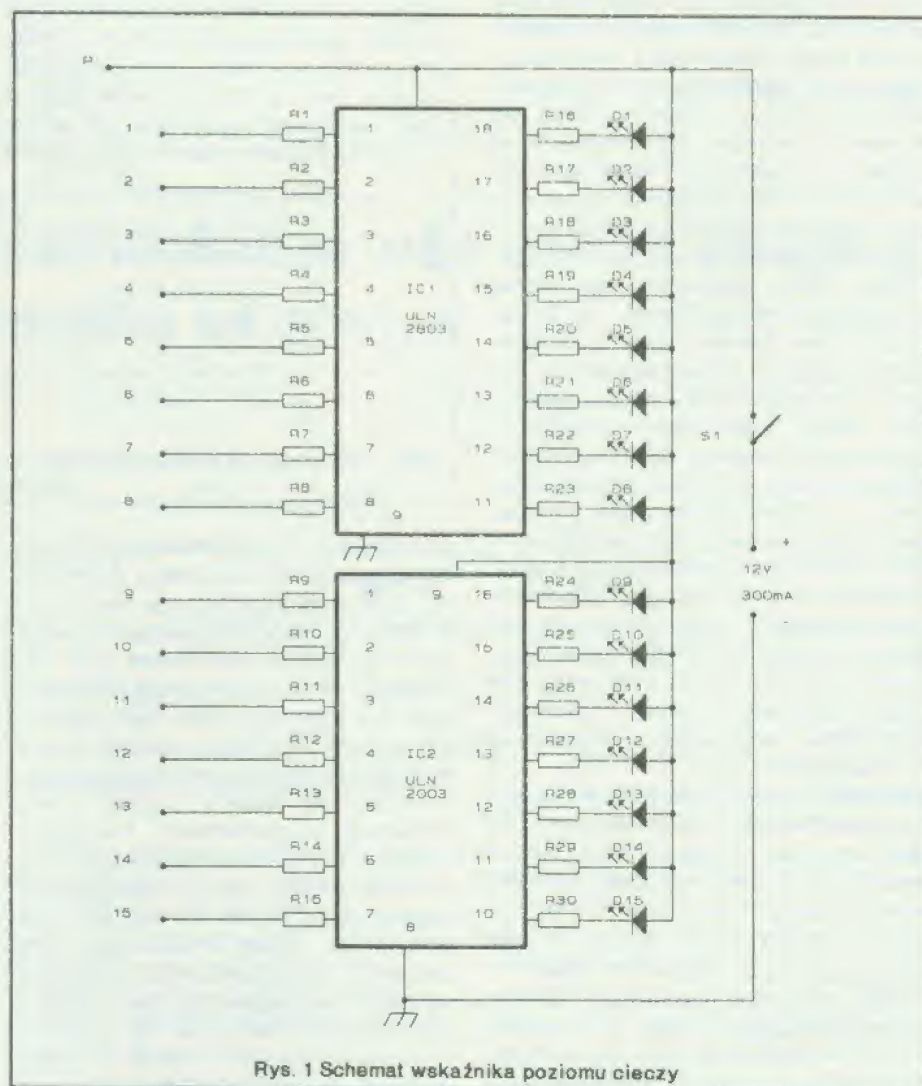 P
1 R1 1 18 R16 D1
2 R2 2 17 R17 D2
3 R3 3 16 R18 D3
4 R4 4 IC1 15 R19 D4
ULN
2803
5 R5 5 14 R20 D5
6 R6 6 13 R21 D6
7 R7 7 12 R22 D7 S1
8 R8 8 9 11 R23 D8
+
12V
9 R9 1 9 16 R24 D9 300mA
-
10 R10 2 15 R25 D10
11 R11 3 14 R26 D11
12 R12 4 IC2 13 R27 D12
ULN
2003
13 R13 5 12 R28 D13
14 R14 6 11 R29 D14
15 R15 7 8 10 R30 D15
Rys. 1 Schemat wskaźnika poziomu cieczy